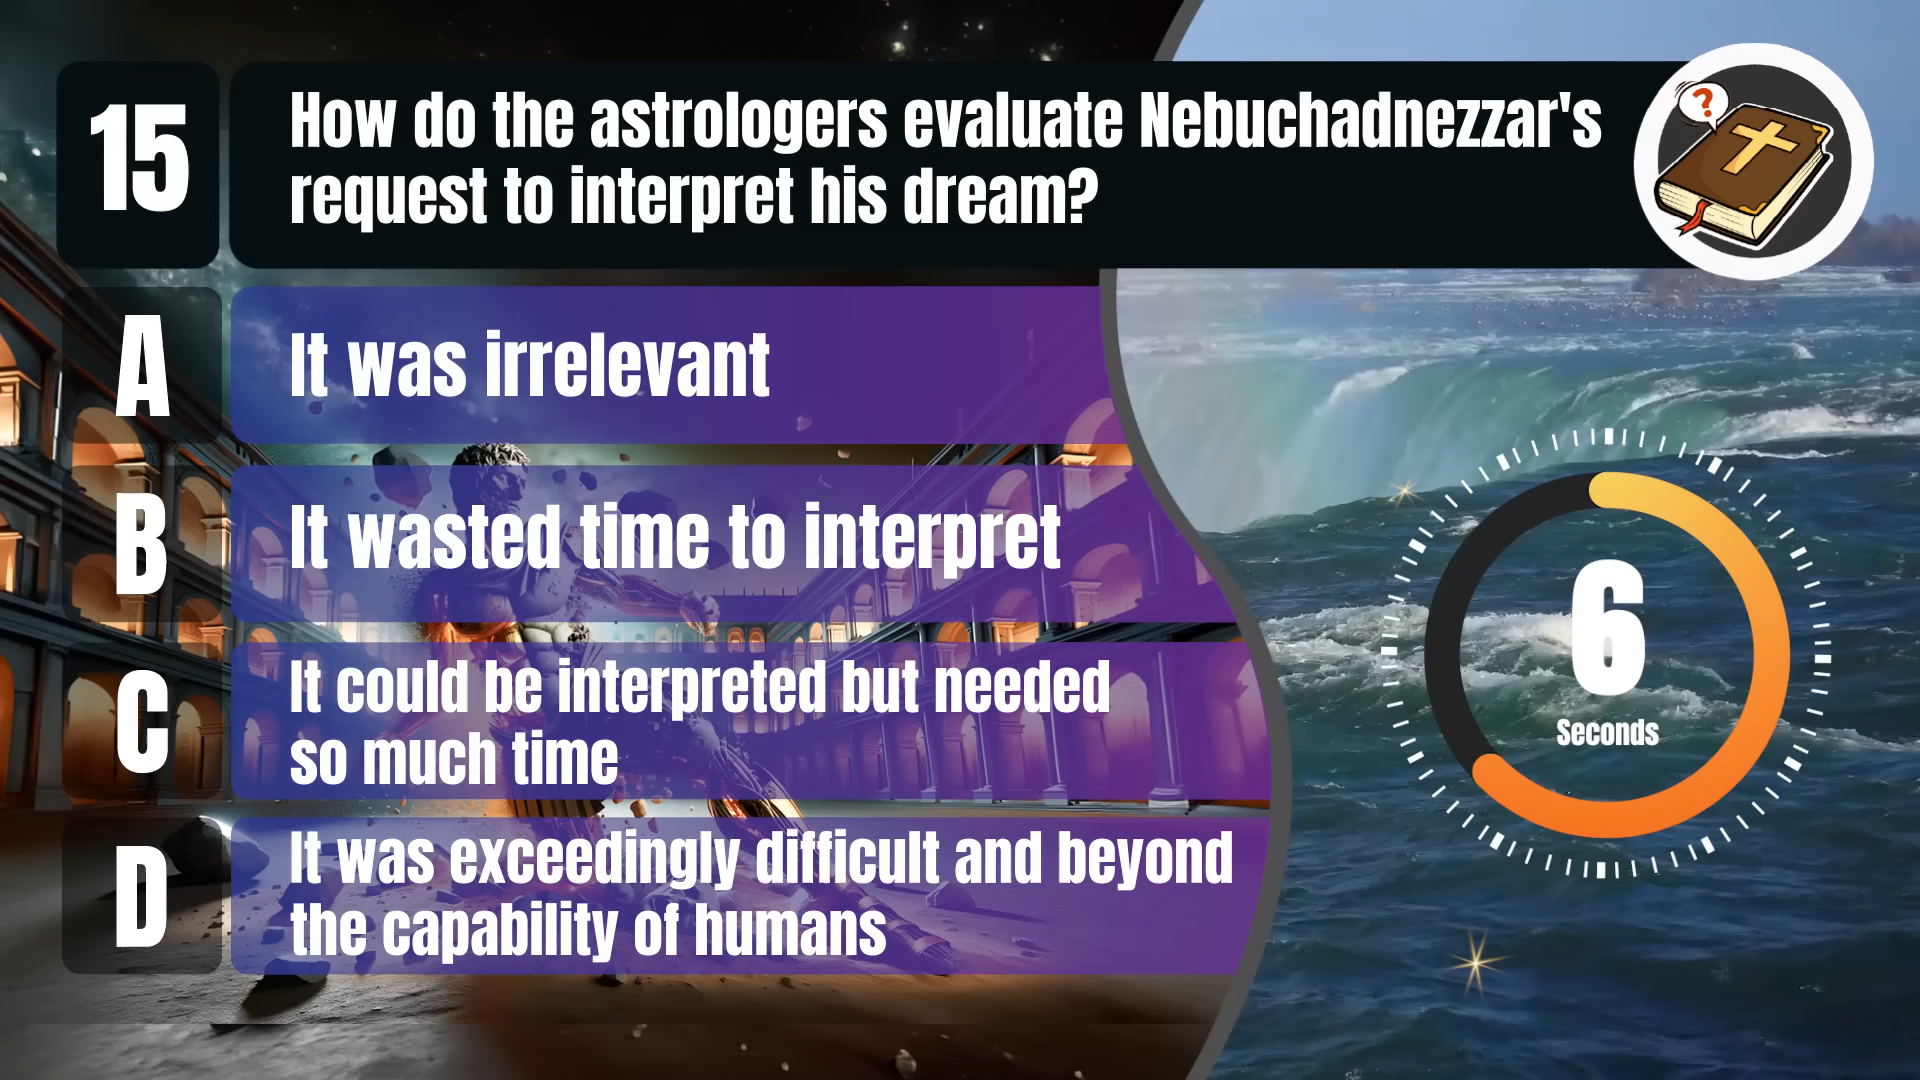 15
How do the astrologers evaluate Nebuchadnezzar's
request to interpret his dream?
?
A
It was irrelevant
B
It wasted time to interpret
C
It could be interpreted but needed
so much time
D
It was exceedingly difficult and beyond
the capability of humans
6
Seconds